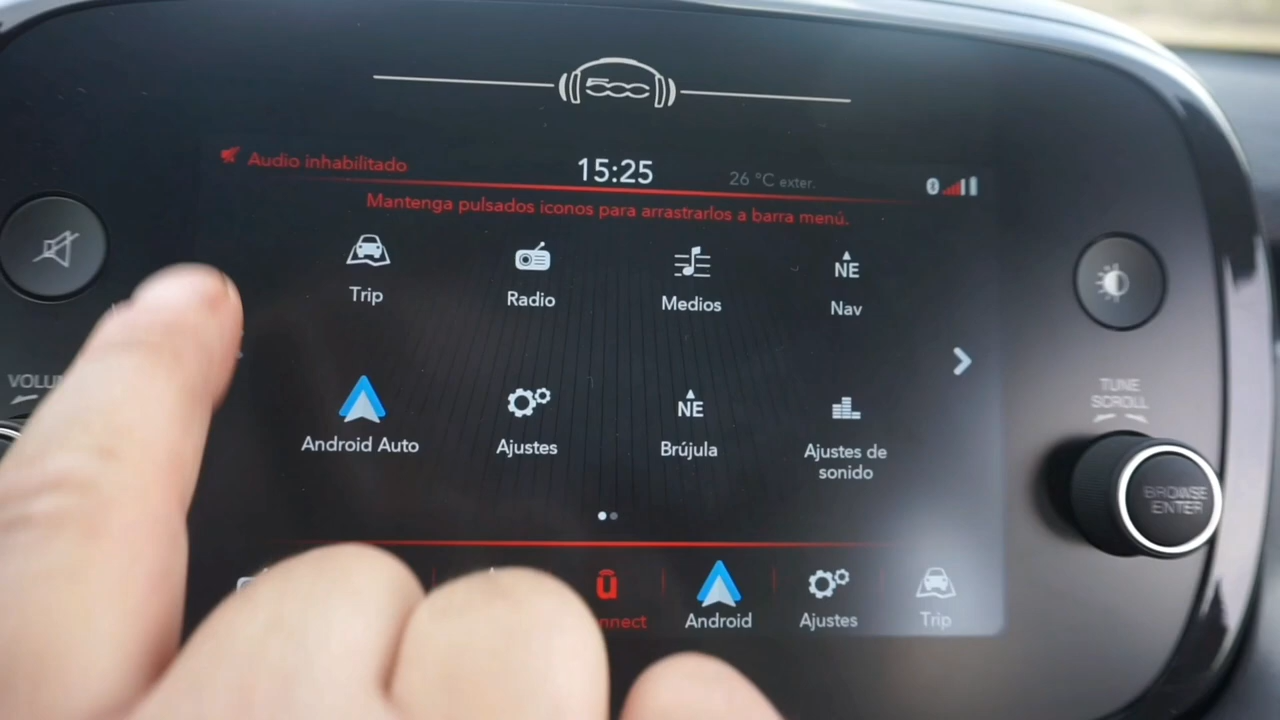 500
Audio inhabilitado
15:25
26 °C exter.
Mantenga pulsados iconos para arrastrarlos a barra menú.
Trip
Radio
Medios
NE
Nav
Android Auto
Ajustes
NE
Brújula
Ajustes de
sonido
TUNE
SCROLL
BROWSE
ENTER
Android
Ajustes
Trip